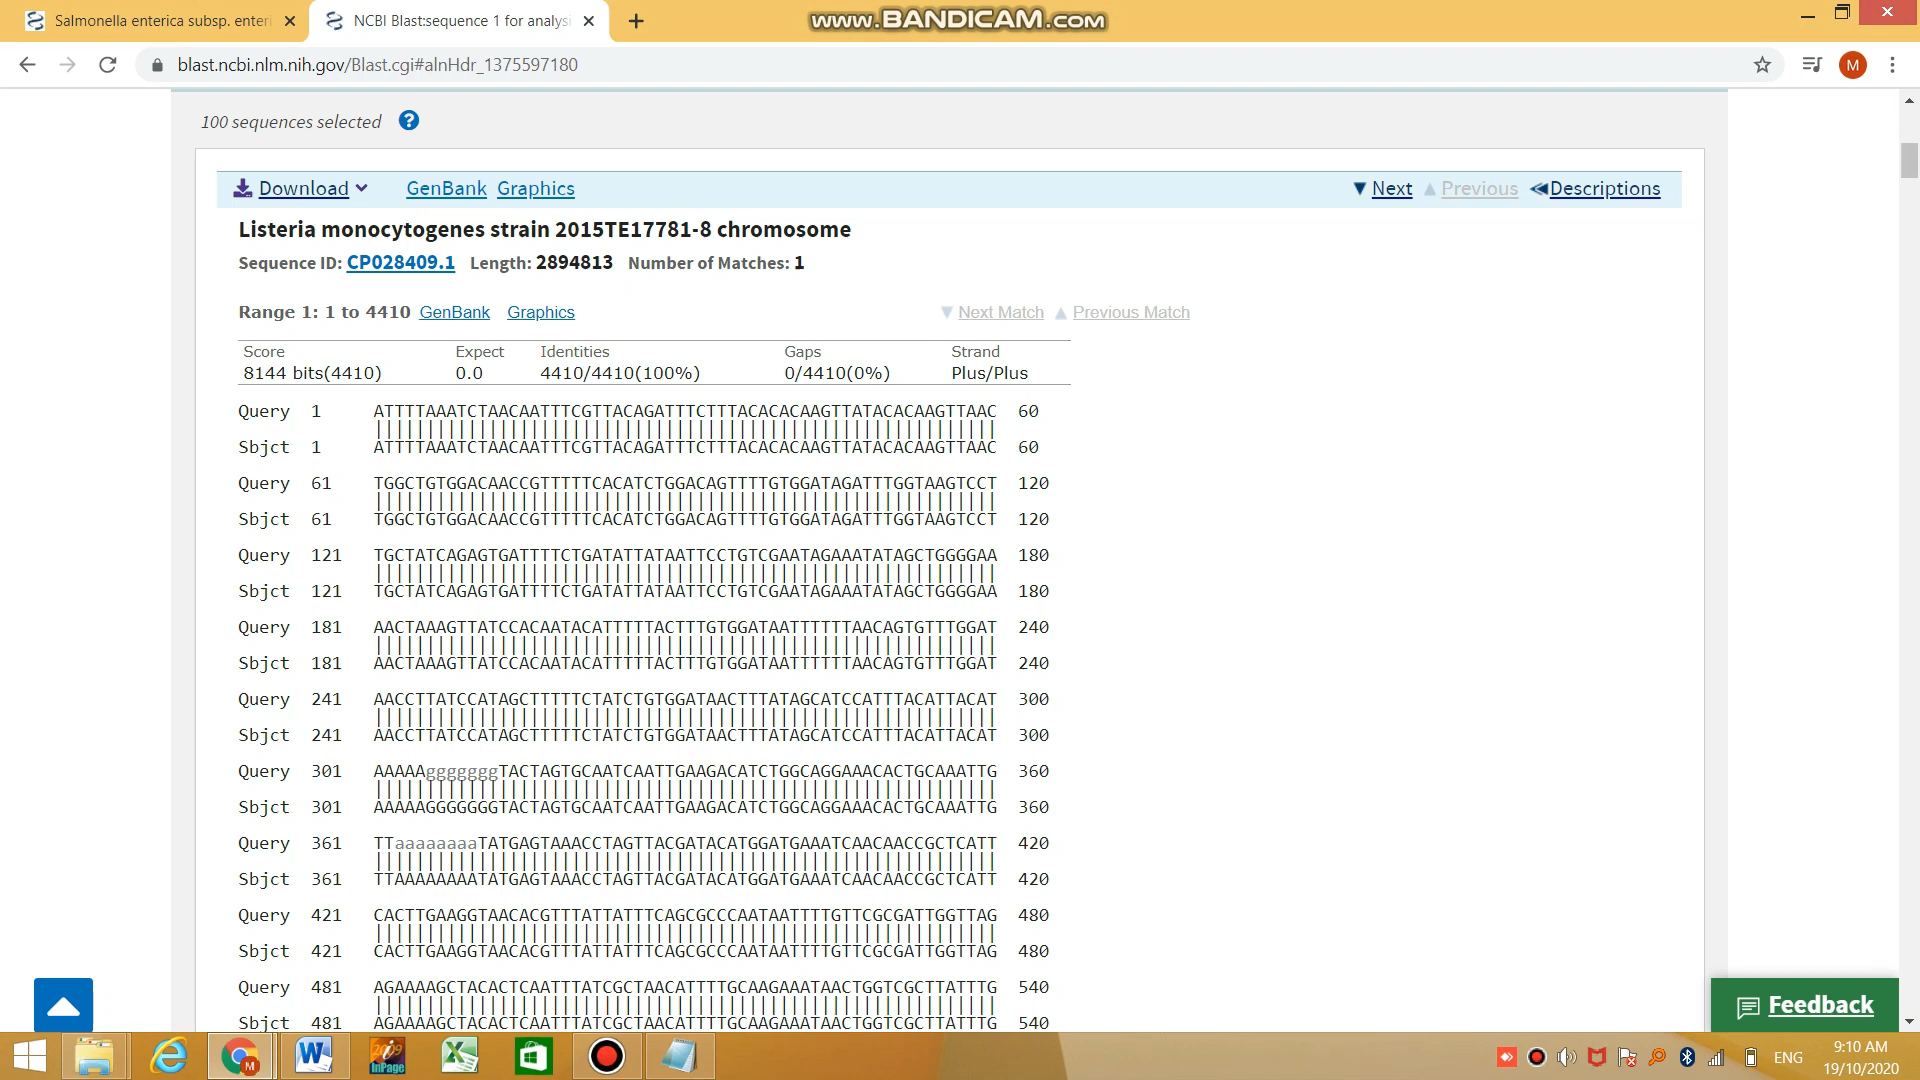 Salmonella enterica subsp. enteri
NCBI Blast:sequence 1 for analysi
www.BANDICAM.com
blast.ncbi.nlm.nih.gov/Blast.cgi#alnHdr_1375597180
M
100 sequences selected ?
Download GenBank Graphics Next Previous Descriptions
Listeria monocytogenes strain 2015TE17781-8 chromosome
Sequence ID: CP028409.1 Length: 2894813 Number of Matches: 1
Range 1: 1 to 4410 GenBank Graphics Next Match Previous Match
Score Expect Identities Gaps Strand
8144 bits(4410) 0.0 4410/4410(100%) 0/4410(0%) Plus/Plus
Query 1 ATTTTAAATCTAACAATTTCGTTACAGATTTCTTTACACACAAGTTATACACAAGTTAAC 60
Sbjct 1 ATTTTAAATCTAACAATTTCGTTACAGATTTCTTTACACACAAGTTATACACAAGTTAAC 60
Query 61 TGGCTGTGGACAACCGTTTTTCACATCTGGACAGTTTTGTGGATAGATTTGGTAAGTCCT 120
Sbjct 61 TGGCTGTGGACAACCGTTTTTCACATCTGGACAGTTTTGTGGATAGATTTGGTAAGTCCT 120
Query 121 TGCTATCAGAGTGATTTTCTGATATTATAATTCCTGTCGAATAGAAATATAGCTGGGGAA 180
Sbjct 121 TGCTATCAGAGTGATTTTCTGATATTATAATTCCTGTCGAATAGAAATATAGCTGGGGAA 180
Query 181 AACTAAAGTTATCCACAATACATTTTTACTTTGTGGATAATTTTTTAACAGTGTTTGGAT 240
Sbjct 181 AACTAAAGTTATCCACAATACATTTTTACTTTGTGGATAATTTTTTAACAGTGTTTGGAT 240
Query 241 AACCTTATCCATAGCTTTTTCTATCTGTGGATAACTTTATAGCATCCATTTACATTACAT 300
Sbjct 241 AACCTTATCCATAGCTTTTTCTATCTGTGGATAACTTTATAGCATCCATTTACATTACAT 300
Query 301 AAAAAgggggggTACTAGTGCAATCAATTGAAGACATCTGGCAGGAAACACTGCAAATTG 360
Sbjct 301 AAAAAGGGGGGGTACTAGTGCAATCAATTGAAGACATCTGGCAGGAAACACTGCAAATTG 360
Query 361 TTaaaaaaaaTATGAGTAAACCTAGTTACGATACATGGATGAAATCAACAACCGCTCATT 420
Sbjct 361 TTAAAAAAAATATGAGTAAACCTAGTTACGATACATGGATGAAATCAACAACCGCTCATT 420
Query 421 CACTTGAAGGTAACACGTTTATTATTTCAGCGCCCAATAATTTTGTTCGCGATTGGTTAG 480
Sbjct 421 CACTTGAAGGTAACACGTTTATTATTTCAGCGCCCAATAATTTTGTTCGCGATTGGTTAG 480
Query 481 AGAAAAGCTACACTCAATTTATCGCTAACATTTTGCAAGAAATAACTGGTCGCTTATTTG 540
Sbjct 481 AGAAAAGCTACACTCAATTTATCGCTAACATTTTGCAAGAAATAACTGGTCGCTTATTTG 540
Feedback
2009 InPage
ENG
9:10 AM
19/10/2020